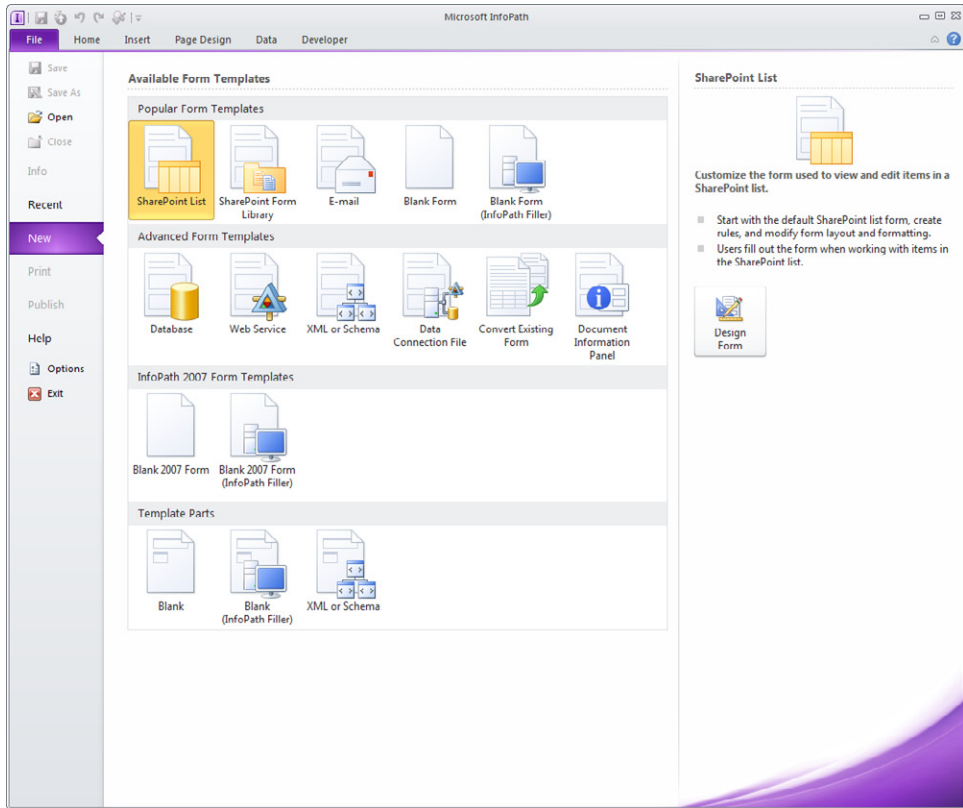 Microsoft InfoPath
File Home Insert Page Design Data Developer
Save
Save As
Open
Close
Info
Recent
New
Print
Publish
Help
Options
Exit
Available Form Templates
Popular Form Templates
SharePoint List
SharePoint Form
Library
E-mail
Blank Form
Blank Form
(InfoPath Filler)
Advanced Form Templates
Database
Web Service
XML or Schema
Data
Connection File
Convert Existing
Form
Document
Information
Panel
InfoPath 2007 Form Templates
Blank 2007 Form
Blank 2007 Form
(InfoPath Filler)
Template Parts
Blank
Blank
(InfoPath Filler)
XML or Schema
SharePoint List
Customize the form used to view and edit items in a
SharePoint list.
Start with the default SharePoint list form, create
rules, and modify form layout and formatting.
Users fill out the form when working with items in
the SharePoint list.
Design
Form